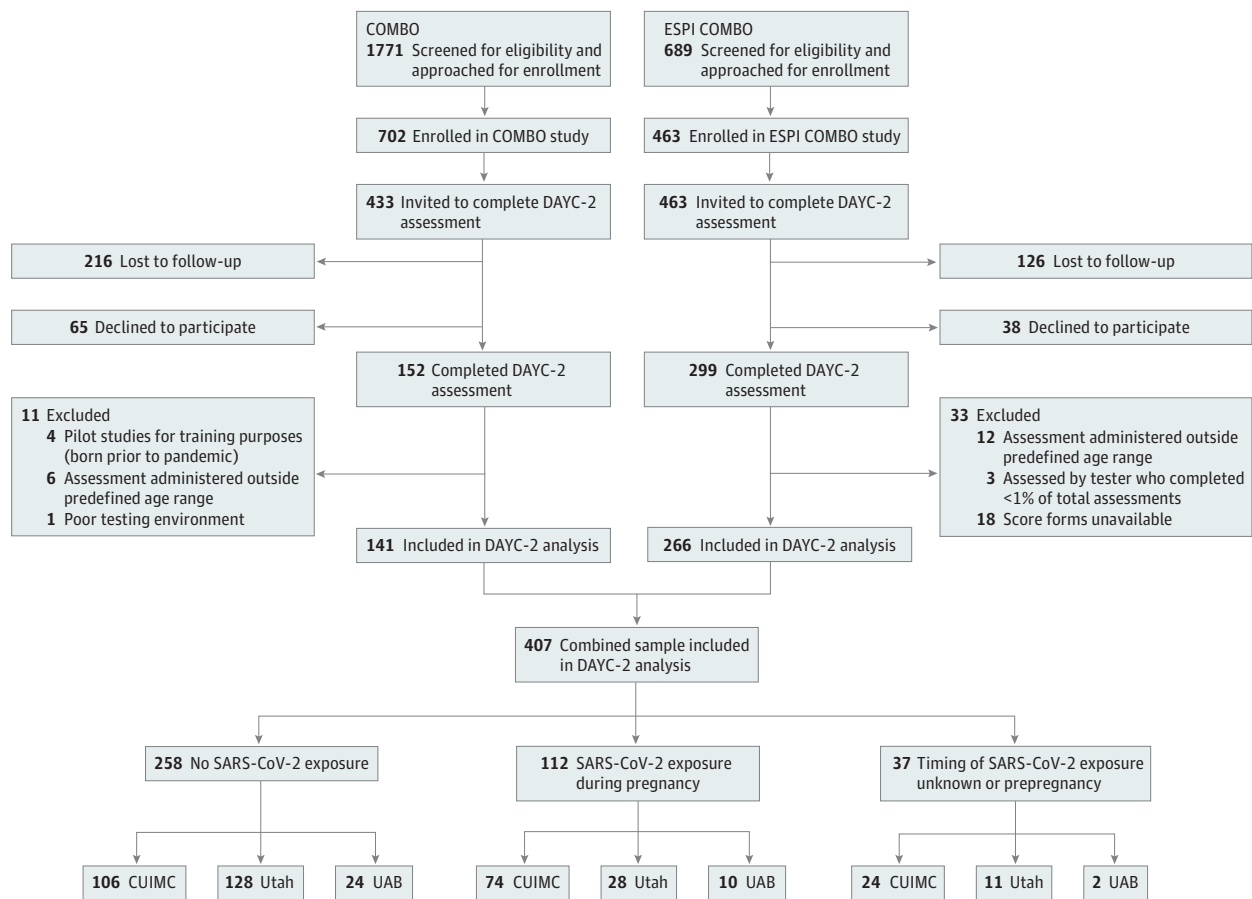 COMBO
1771 Screened for eligibility and
approached for enrollment
ESPI COMBO
689 Screened for eligibility and
approached for enrollment
702 Enrolled in COMBO study
463 Enrolled in ESPI COMBO study
433 Invited to complete DAYC-2
assessment
463 Invited to complete DAYC-2
assessment
216 Lost to follow-up
126 Lost to follow-up
65 Declined to participate
38 Declined to participate
152 Completed DAYC-2
assessment
299 Completed DAYC-2
assessment
11 Excluded
4 Pilot studies for training purposes
(born prior to pandemic)
6 Assessment administered outside
predefined age range
1 Poor testing environment
33 Excluded
12 Assessment administered outside
predefined age range
3 Assessed by tester who completed
<1% of total assessments
18 Score forms unavailable
141 Included in DAYC-2 analysis
266 Included in DAYC-2 analysis
407 Combined sample included
in DAYC-2 analysis
258 No SARS-CoV-2 exposure
112 SARS-CoV-2 exposure
during pregnancy
37 Timing of SARS-CoV-2 exposure
unknown or prepregnancy
106 CUIMC
128 Utah
24 UAB
74 CUIMC
28 Utah
10 UAB
24 CUIMC
11 Utah
2 UAB